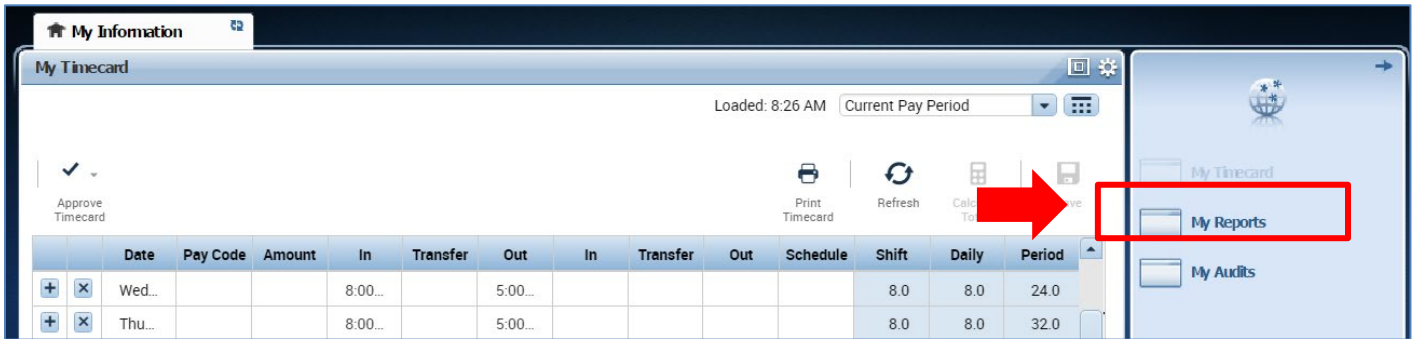 My Information
My Timecard
Loaded: 8:26 AM Current Pay Period
Approve
Timecard
Print
Timecard
Refresh
My Timecard
My Reports
My Audits
Date Pay Code Amount In Transfer Out In Transfer Out Schedule Shift Daily Period
Wed... 8:00... 5:00... 8.0 8.0 24.0
Thu... 8:00... 5:00... 8.0 8.0 32.0